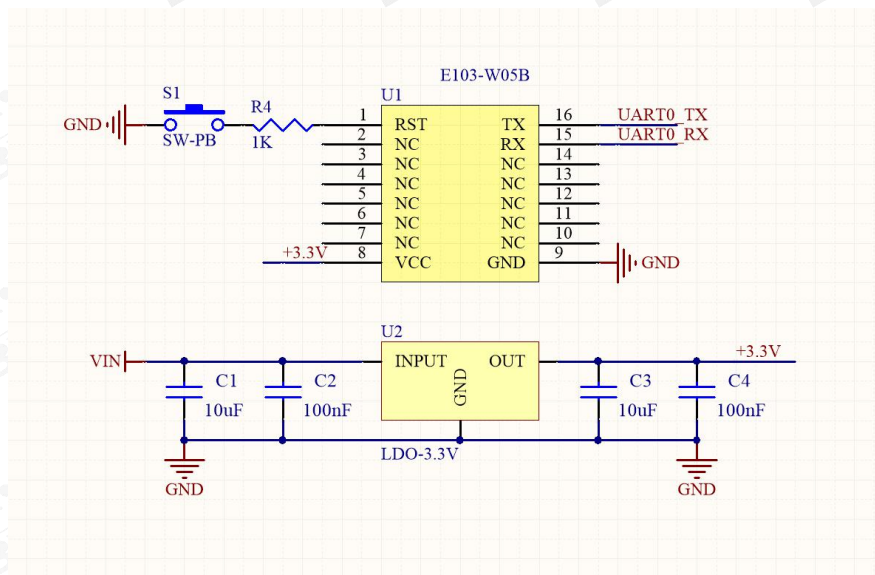 E103-W05B
S1
U1
R4
GND
SW-PB
1K
1 RST TX 16 UART0_TX
2 NC RX 15 UART0_RX
3 NC NC 14
4 NC NC 13
5 NC NC 12
6 NC NC 11
7 NC NC 10
+3.3V 8 VCC GND 9 GND
U2
VIN INPUT OUT +3.3V
GND
C1 C2 C3 C4
10uF 100nF 10uF 100nF
LDO-3.3V
GND GND